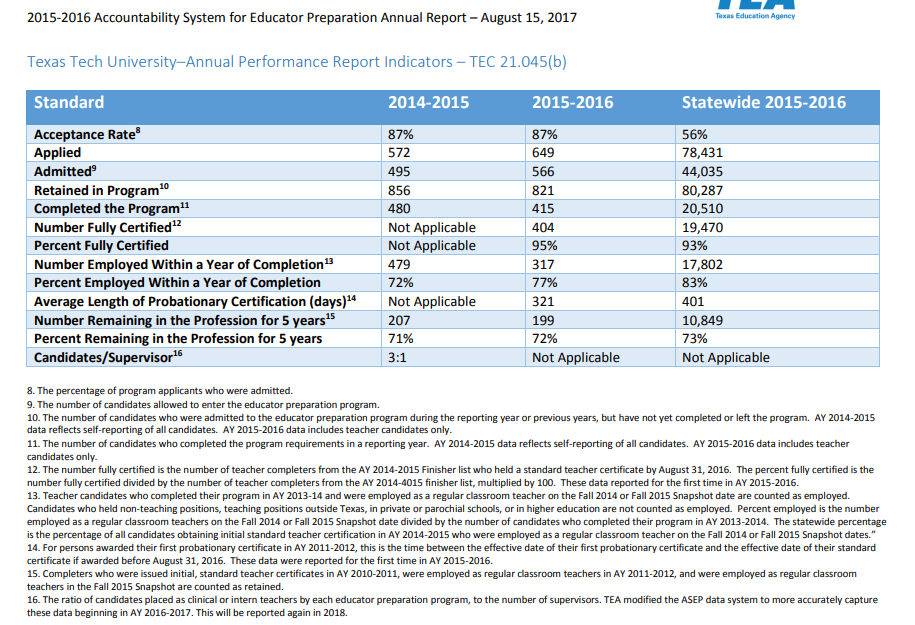 2015-2016 Accountability System for Educator Preparation Annual Report – August 15, 2017
TEA
Texas Education Agency
Texas Tech University–Annual Performance Report Indicators – TEC 21.045(b)
Standard 2014-2015 2015-2016 Statewide 2015-2016
Acceptance Rate8 87% 87% 56%
Applied 572 649 78,431
Admitted9 495 566 44,035
Retained in Program10 856 821 80,287
Completed the Program11 480 415 20,510
Number Fully Certified12 Not Applicable 404 19,470
Percent Fully Certified Not Applicable 95% 93%
Number Employed Within a Year of Completion13 479 317 17,802
Percent Employed Within a Year of Completion 72% 77% 83%
Average Length of Probationary Certification (days)14 Not Applicable 321 401
Number Remaining in the Profession for 5 years15 207 199 10,849
Percent Remaining in the Profession for 5 years 71% 72% 73%
Candidates/Supervisor16 3:1 Not Applicable Not Applicable
8. The percentage of program applicants who were admitted.
9. The number of candidates allowed to enter the educator preparation program.
10. The number of candidates who were admitted to the educator preparation program during the reporting year or previous years, but have not yet completed or left the program. AY 2014-2015
data reflects self-reporting of all candidates. AY 2015-2016 data includes teacher candidates only.
11. The number of candidates who completed the program requirements in a reporting year. AY 2014-2015 data reflects self-reporting of all candidates. AY 2015-2016 data includes teacher
candidates only.
12. The number fully certified is the number of teacher completers from the AY 2014-2015 Finisher list who held a standard teacher certificate by August 31, 2016. The percent fully certified is the
number fully certified divided by the number of teacher completers from the AY 2014-4015 finisher list, multiplied by 100. These data reported for the first time in AY 2015-2016.
13. Teacher candidates who completed their program in AY 2013-14 and were employed as a regular classroom teacher on the Fall 2014 or Fall 2015 Snapshot date are counted as employed.
Candidates who held non-teaching positions, teaching positions outside Texas, in private or parochial schools, or in higher education are not counted as employed. Percent employed is the number
employed as a regular classroom teachers on the Fall 2014 or Fall 2015 Snapshot date divided by the number of candidates who completed their program in AY 2013-2014. The statewide percentage
is the percentage of all candidates obtaining initial standard teacher certification in AY 2014-2015 who were employed as a regular classroom teacher on the Fall 2014 or Fall 2015 Snapshot dates."
14. For persons awarded their first probationary certificate in AY 2011-2012, this is the time between the effective date of their first probationary certificate and the effective date of their standard
certificate if awarded before August 31, 2016. These data were reported for the first time in AY 2015-2016.
15. Completers who were issued initial, standard teacher certificates in AY 2010-2011, were employed as regular classroom teachers in AY 2011-2012, and were employed as regular classroom
teachers in the Fall 2015 Snapshot are counted as retained.
16. The ratio of candidates placed as clinical or intern teachers by each educator preparation program, to the number of supervisors. TEA modified the ASEP data system to more accurately capture
these data beginning in AY 2016-2017. This will be reported again in 2018.